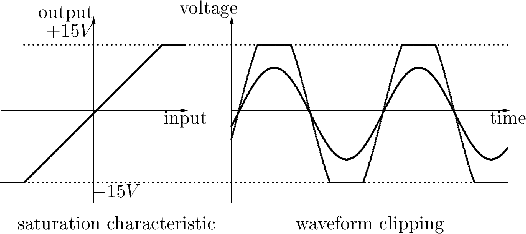 output
+15V
input
−15V
saturation characteristic
voltage
time
waveform clipping